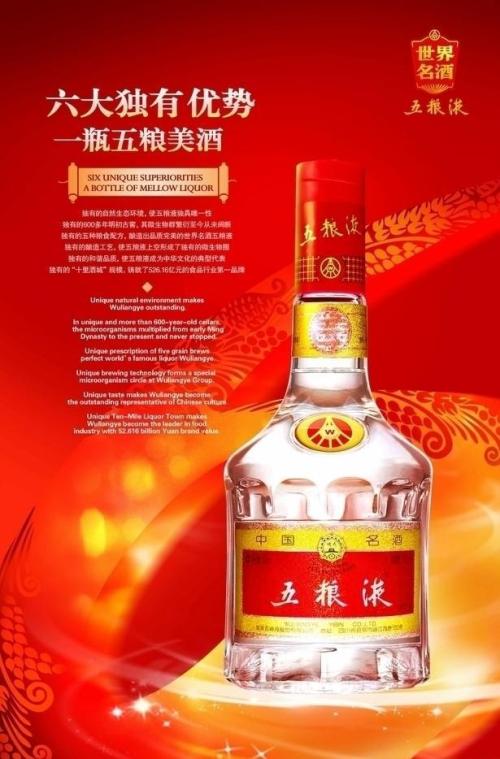 世界
名酒
五粮液
六大独有优势
一瓶五粮美酒
SIX UNIQUE SUPERIORITIES
A BOTTLE OF MELLOW LIQUOR
独有的自然生态环境，使五粮液独具唯一性
独有的600多年明初古窖，其微生物群繁衍至今从未间断
独有的五种粮食配方，酿造出品质完美的世界名酒五粮液
独有的酿造工艺，使五粮液上空形成了独有的微生物圈
独有的和谐品质，使五粮液成为中华文化的典型代表
独有的“十里酒城”规模，铸就了526.16亿元的食品行业第一品牌
Unique natural environment makes
Wuliangye outstanding.
In unique and more than 600-year-old cellars,
the microorganisms multiplied from early Ming
Dynasty to the present and never stopped.
Unique prescription of five grain brews
perfect world' s famous liquor Wuliangye.
Unique brewing technology forms a special
microorganism circle at Wuliangye Group.
Unique taste makes Wuliangye become
the outstanding representative of Chinese culture
Unique Ten-Mile Liquor Town makes
Wuliangye become the leader in food
industry with 52.616 billion Yuan brand value.
五粮液
W
中国名酒
五粮液
WULIANGYE YIBIN CO.,LTD